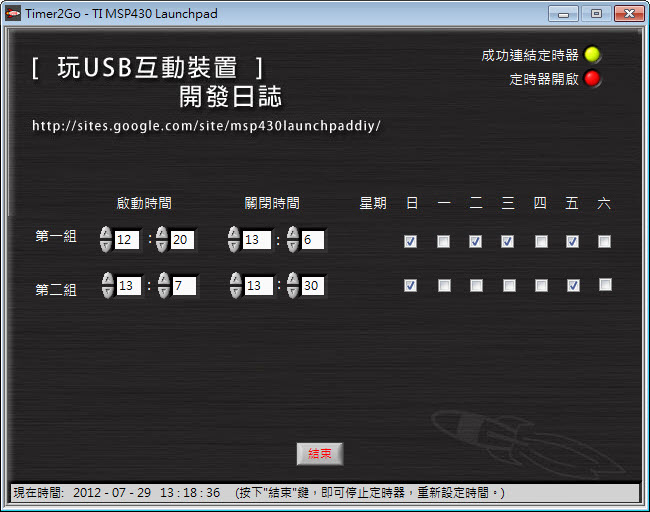 Timer2Go - TI MSP430 Launchpad
[ 玩USB互動裝置 ]
開發日誌
http://sites.google.com/site/msp430launchpaddiy/
成功連結定時器
定時器開啟
啟動時間 關閉時間 星期 日 一 二 三 四 五 六
第一組 12 : 20 13 : 6
第二組 13 : 7 13 : 30
結束
現在時間: 2012 - 07 - 29 13 : 18 : 36 (按下"結束"鍵，即可停止定時器，重新設定時間。)